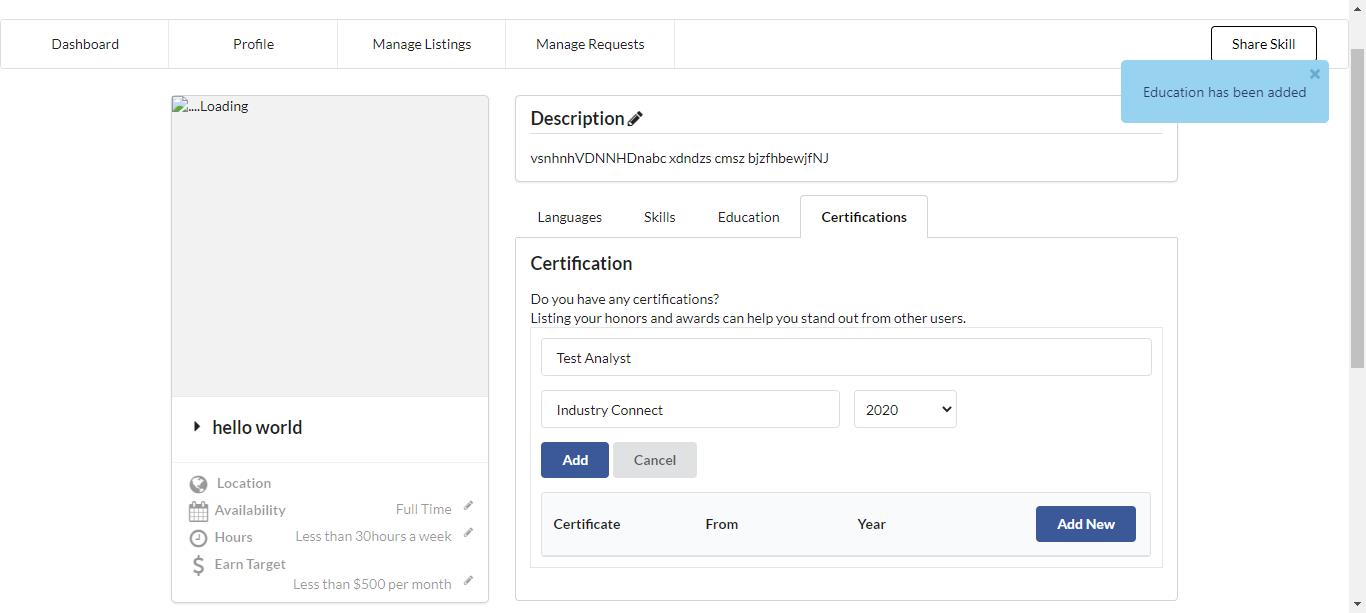 Dashboard
Profile
Manage Listings
Manage Requests
Share Skill
×
Education has been added
....Loading
hello world
Location
Availability
Full Time
Hours
Less than 30hours a week
Earn Target
Less than $500 per month
Description
vsnhnhVDNNHDnabc xdndzs cmsz bjzfhbewjfNJ
Languages
Skills
Education
Certifications
Certification
Do you have any certifications?
Listing your honors and awards can help you stand out from other users.
Test Analyst
Industry Connect
2020
Add
Cancel
Certificate
From
Year
Add New